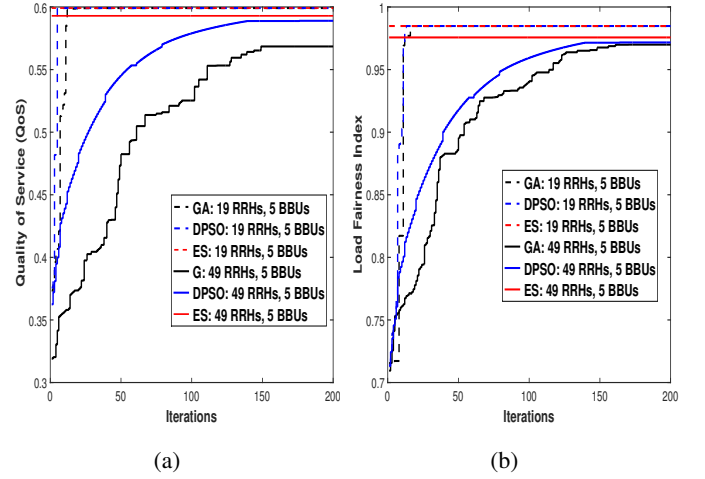 0.6
0.55
0.5
0.45
0.4
0.35
0.3
Quality of Service (QoS)
GA: 19 RRHs, 5 BBUs
DPSO: 19 RRHs, 5 BBUs
ES: 19 RRHs, 5 BBUs
G: 49 RRHs, 5 BBUs
DPSO: 49 RRHs, 5 BBUs
ES: 49 RRHs, 5 BBUs
0 50 100 150 200
Iterations
(a)
1
0.95
0.9
0.85
0.8
0.75
0.7
Load Fairness Index
GA: 19 RRHs, 5 BBUs
DPSO: 19 RRHs, 5 BBUs
ES: 19 RRHs, 5 BBUs
GA: 49 RRHs, 5 BBUs
DPSO: 49 RRHs, 5 BBUs
ES: 49 RRHs, 5 BBUs
0 50 100 150 200
Iterations
(b)